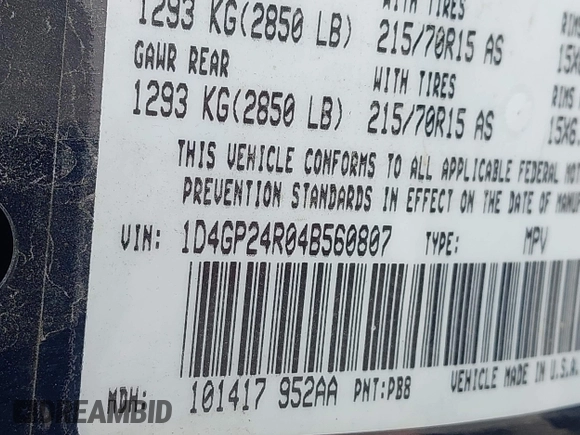 1293 KG(2850 LB) 215/70R15 AS
GAWR REAR WITH TIRES RIMS
1293 KG(2850 LB) 215/70R15 AS
THIS VEHICLE CONFORMS TO ALL APPLICABLE FEDERAL
PREVENTION STANDARDS IN EFFECT ON THE DATE OF
VIN: 1D4GP24R04B560807 TYPE: MPV
MDH: 101417 952AA PNT:PB8 VEHICLE MADE IN U.S.A
DREAMBID